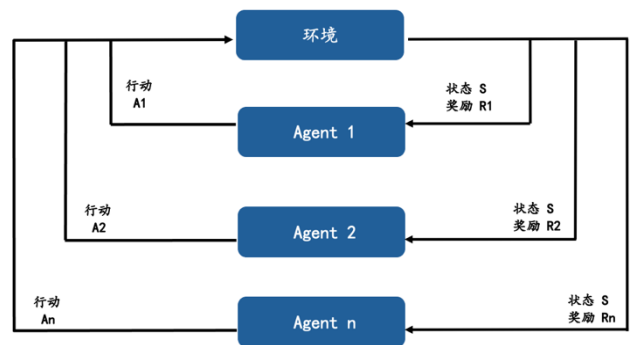 环境
行动
A1
状态 S
奖励 R1
Agent 1
行动
A2
状态 S
奖励 R2
Agent 2
行动
An
状态 S
奖励 Rn
Agent n